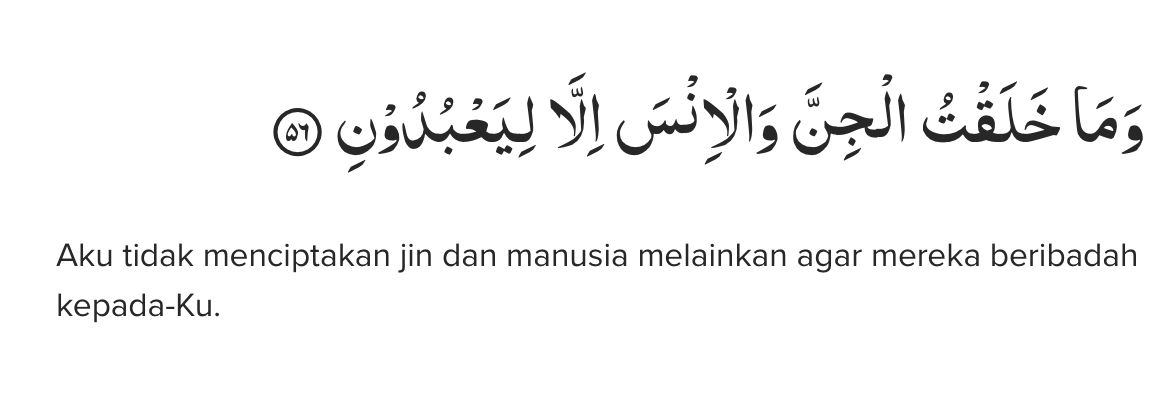 وَمَا خَلَقْتُ الْجِنَّ وَالْاِنْسَ اِلَّا لِيَعْبُدُوْنِ ۝٥٦
Aku tidak menciptakan jin dan manusia melainkan agar mereka beribadah
kepada-Ku.